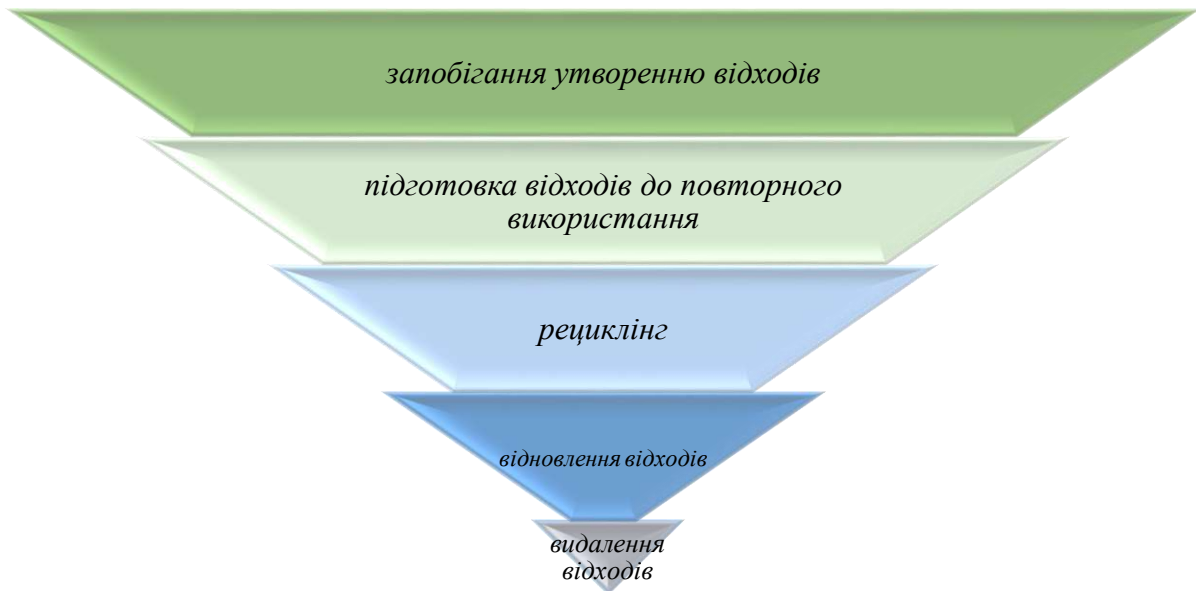 запобігання утворенню відходів
підготовка відходів до повторного
використання
рециклінг
відновлення відходів
видалення
відходів